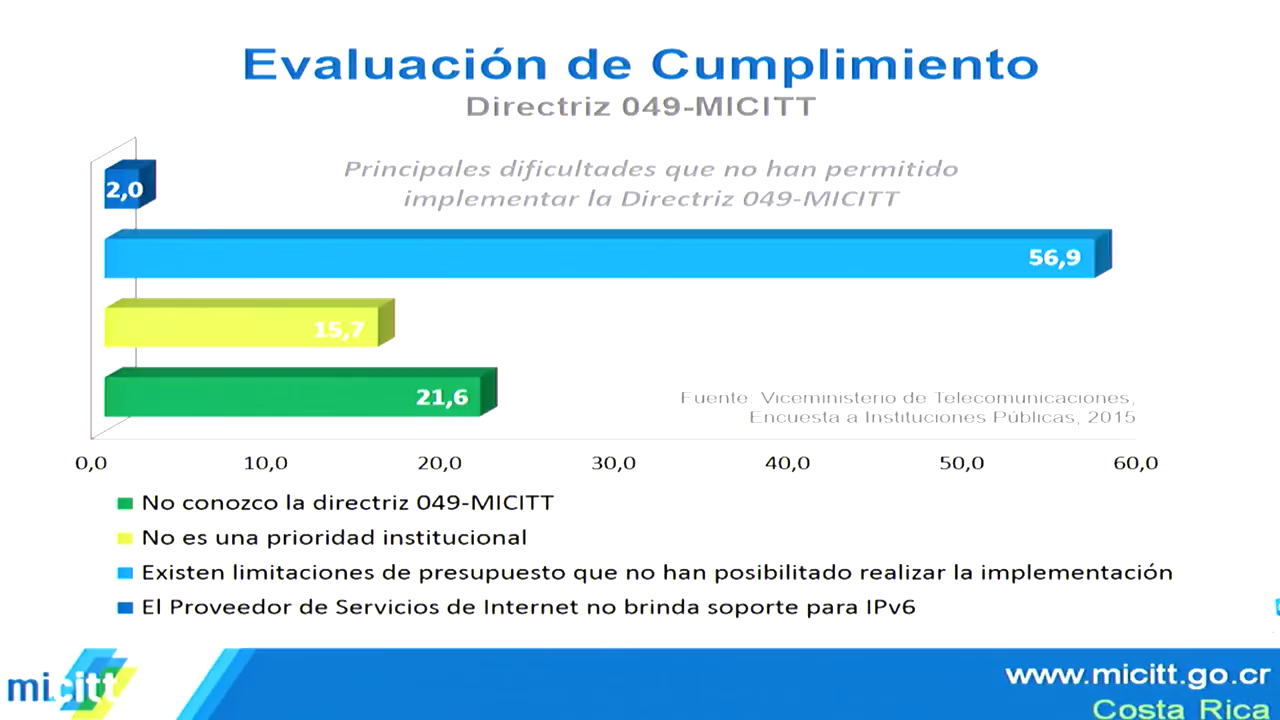 Evaluación de Cumplimiento
Directriz 049-MICITT
Principales dificultades que no han permitido
implementar la Directriz 049-MICITT
2,0
56,9
15,7
21,6
Fuente: Viceministerio de Telecomunicaciones,
Encuesta a Instituciones Públicas, 2015
0,0 10,0 20,0 30,0 40,0 50,0 60,0
No conozco la directriz 049-MICITT
No es una prioridad institucional
Existen limitaciones de presupuesto que no han posibilitado realizar la implementación
El Proveedor de Servicios de Internet no brinda soporte para IPv6
micitt
www.micitt.go.cr
Costa Rica